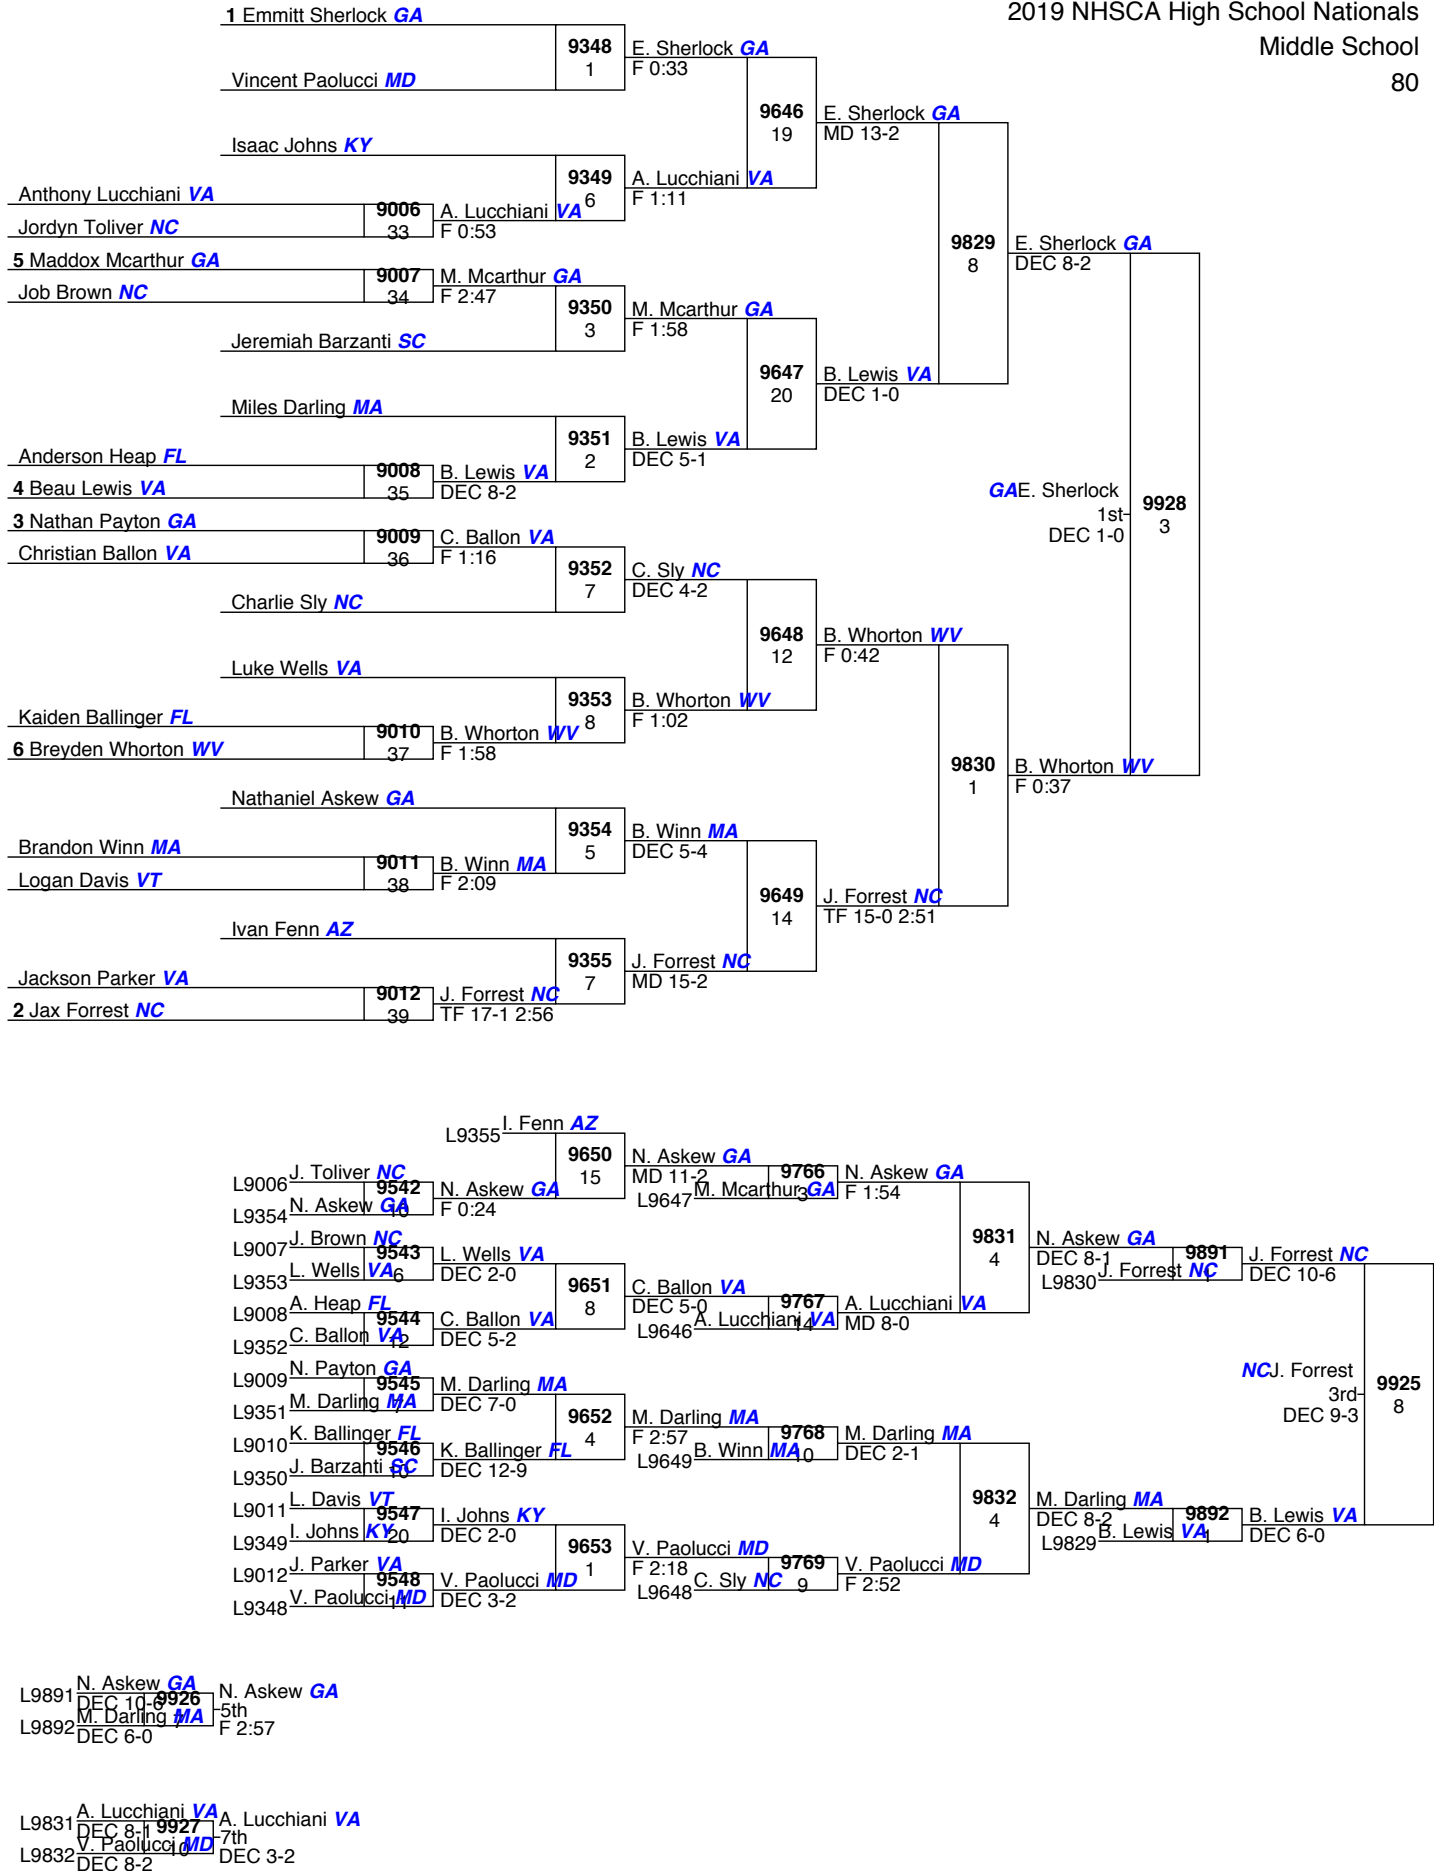 2019 NHSCA High School Nationals
Middle School
80
1 Emmitt Sherlock GA
9348
1
E. Sherlock GA
F 0:33
Vincent Paolucci MD
9646
19
E. Sherlock GA
MD 13-2
Isaac Johns KY
9349
6
A. Lucchiani VA
F 1:11
Anthony Lucchiani VA
9006
33
A. Lucchiani VA
F 0:53
Jordyn Toliver NC
9829
8
E. Sherlock GA
DEC 8-2
5 Maddox Mcarthur GA
9007
34
M. Mcarthur GA
F 2:47
Job Brown NC
9350
3
M. Mcarthur GA
F 1:58
Jeremiah Barzanti SC
9647
20
B. Lewis VA
DEC 1-0
Miles Darling MA
9351
2
B. Lewis VA
DEC 5-1
Anderson Heap FL
9008
35
B. Lewis VA
DEC 8-2
4 Beau Lewis VA
GAE. Sherlock
1st
DEC 1-0
9928
3
3 Nathan Payton GA
9009
36
C. Ballon VA
F 1:16
Christian Ballon VA
9352
7
C. Sly NC
DEC 4-2
Charlie Sly NC
9648
12
B. Whorton WV
F 0:42
Luke Wells VA
9353
8
B. Whorton WV
F 1:02
Kaiden Ballinger FL
9010
37
B. Whorton WV
F 1:58
6 Breyden Whorton WV
9830
1
B. Whorton WV
F 0:37
Nathaniel Askew GA
9354
5
B. Winn MA
DEC 5-4
Brandon Winn MA
9011
38
B. Winn MA
F 2:09
Logan Davis VT
9649
14
J. Forrest NC
TF 15-0 2:51
Ivan Fenn AZ
9355
7
J. Forrest NC
MD 15-2
Jackson Parker VA
9012
39
J. Forrest NC
TF 17-1 2:56
2 Jax Forrest NC
L9355
I. Fenn AZ
9650
15
N. Askew GA
MD 11-2
L9006
J. Toliver NC
9542
10
N. Askew GA
F 0:24
L9354
N. Askew GA
L9647
M. Mcarthur GA
9766
3
N. Askew GA
F 1:54
L9007
J. Brown NC
9543
6
L. Wells VA
DEC 2-0
L9353
L. Wells VA
9831
4
N. Askew GA
DEC 8-1
L9830
J. Forrest NC
9891
1
J. Forrest NC
DEC 10-6
9651
8
C. Ballon VA
DEC 5-0
L9008
A. Heap FL
9544
12
C. Ballon VA
DEC 5-2
L9352
C. Ballon VA
L9646
A. Lucchiani VA
9767
14
A. Lucchiani VA
MD 8-0
L9009
N. Payton GA
9545
7
M. Darling MA
DEC 7-0
L9351
M. Darling MA
NCJ. Forrest
3rd
DEC 9-3
9925
8
9652
4
M. Darling MA
F 2:57
L9010
K. Ballinger FL
9546
10
K. Ballinger FL
DEC 12-9
L9350
J. Barzanti SC
L9649
B. Winn MA
9768
10
M. Darling MA
DEC 2-1
L9011
L. Davis VT
9547
20
I. Johns KY
DEC 2-0
L9349
I. Johns KY
9832
4
M. Darling MA
DEC 8-2
L9829
B. Lewis VA
9892
1
B. Lewis VA
DEC 6-0
9653
1
V. Paolucci MD
F 2:18
L9012
J. Parker VA
9548
11
V. Paolucci MD
DEC 3-2
L9348
V. Paolucci MD
L9648
C. Sly NC
9769
9
V. Paolucci MD
F 2:52
L9891
N. Askew GA
DEC 10-6
9926
7
N. Askew GA
5th
F 2:57
L9892
M. Darling MA
DEC 6-0
L9831
A. Lucchiani VA
DEC 8-1
9927
10
A. Lucchiani VA
7th
DEC 3-2
L9832
V. Paolucci MD
DEC 8-2